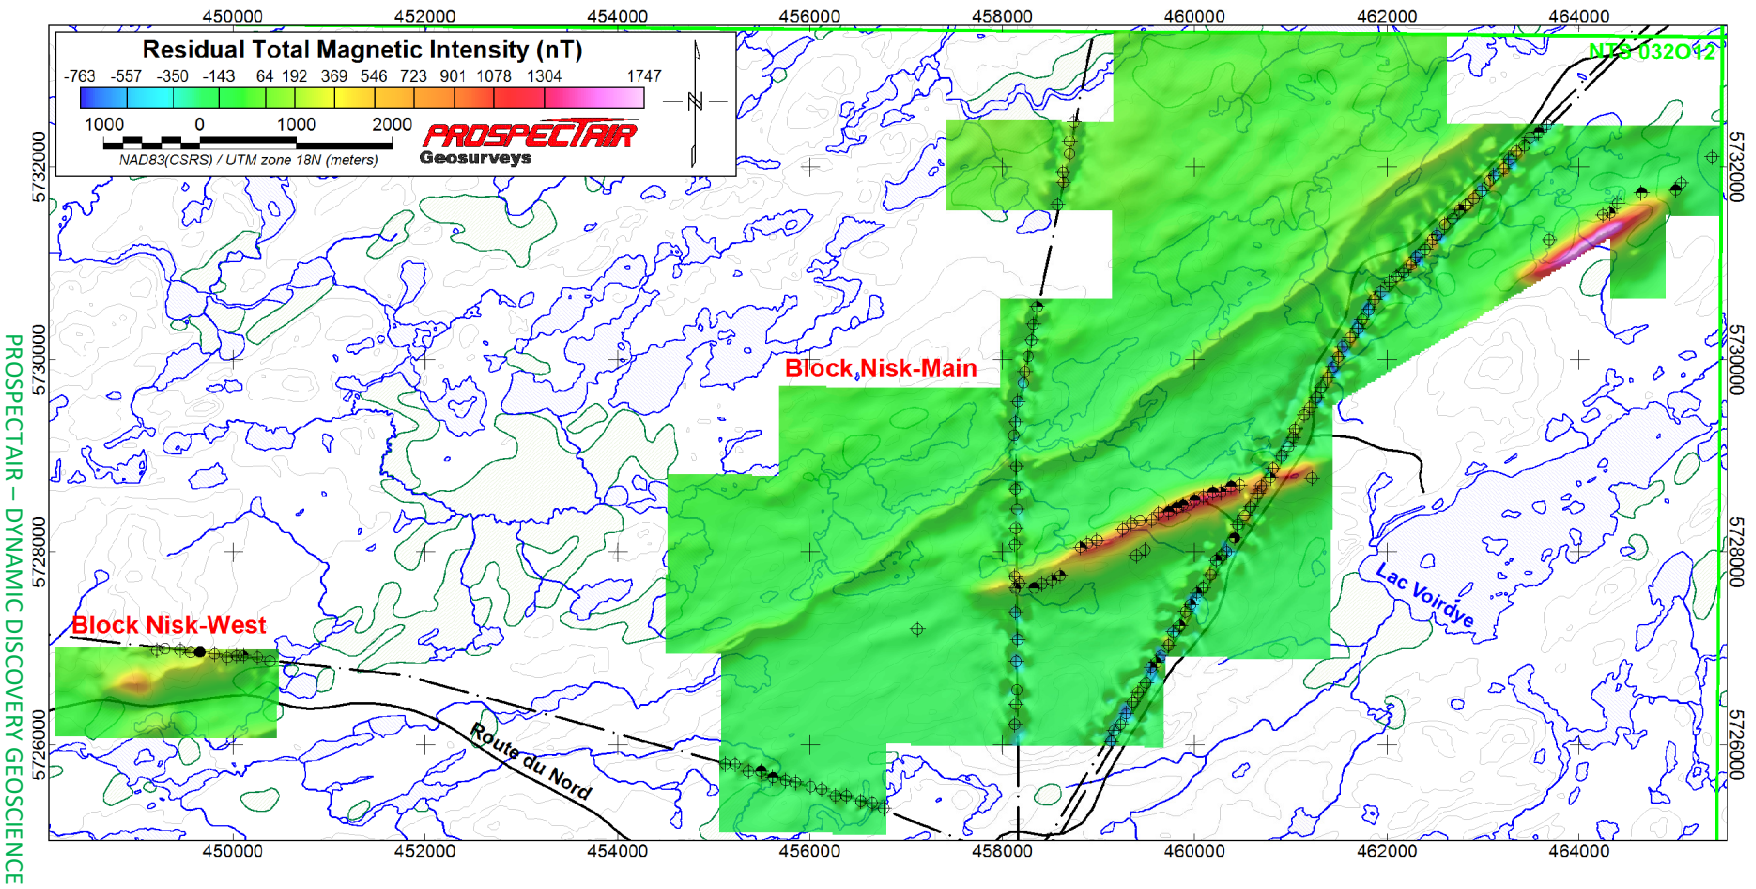 450000 452000 454000 456000 458000 460000 462000 464000
Residual Total Magnetic Intensity (nT)
-763 -557 -350 -143 64 192 369 546 723 901 1078 1304 1747
1000 0 1000 2000
NAD83(CSRS) / UTM zone 18N (meters)
PROSPECTAIR
Geosurveys
N
NTS 032O12
5732000
5732000
5730000
5730000
Block Nisk-Main
5728000
5728000
Lac Voirdye
Block Nisk-West
5726000
5726000
Route du Nord
450000 452000 454000 456000 458000 460000 462000 464000
PROSPECTAIR – DYNAMIC DISCOVERY GEOSCIENCE